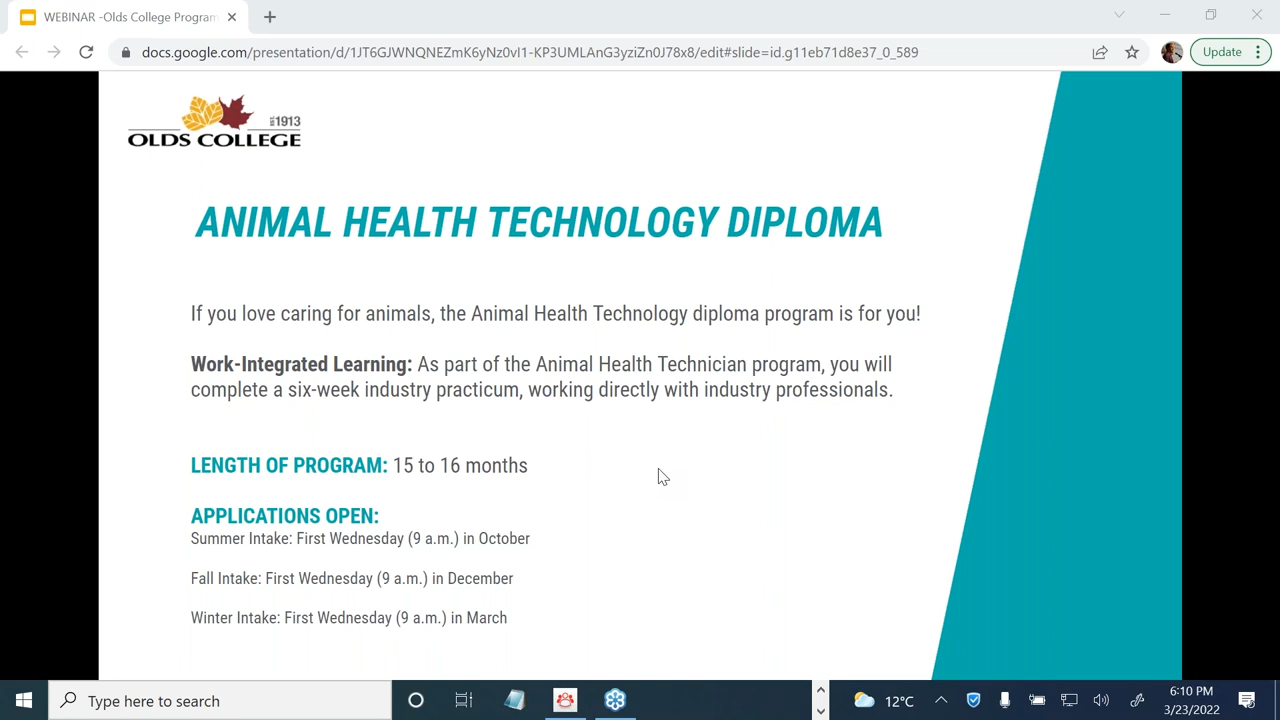 WEBINAR -Olds College Program
docs.google.com/presentation/d/1JT6GJWNQNEZmK6yNz0vI1-KP3UMLAnG3yziZn0J78x8/edit#slide=id.g11eb71d8e37_0_589
Update
EST. 1913
OLDS COLLEGE
ANIMAL HEALTH TECHNOLOGY DIPLOMA
If you love caring for animals, the Animal Health Technology diploma program is for you!
Work-Integrated Learning: As part of the Animal Health Technician program, you will
complete a six-week industry practicum, working directly with industry professionals.
LENGTH OF PROGRAM: 15 to 16 months
APPLICATIONS OPEN:
Summer Intake: First Wednesday (9 a.m.) in October
Fall Intake: First Wednesday (9 a.m.) in December
Winter Intake: First Wednesday (9 a.m.) in March
Type here to search
12°C
6:10 PM
3/23/2022